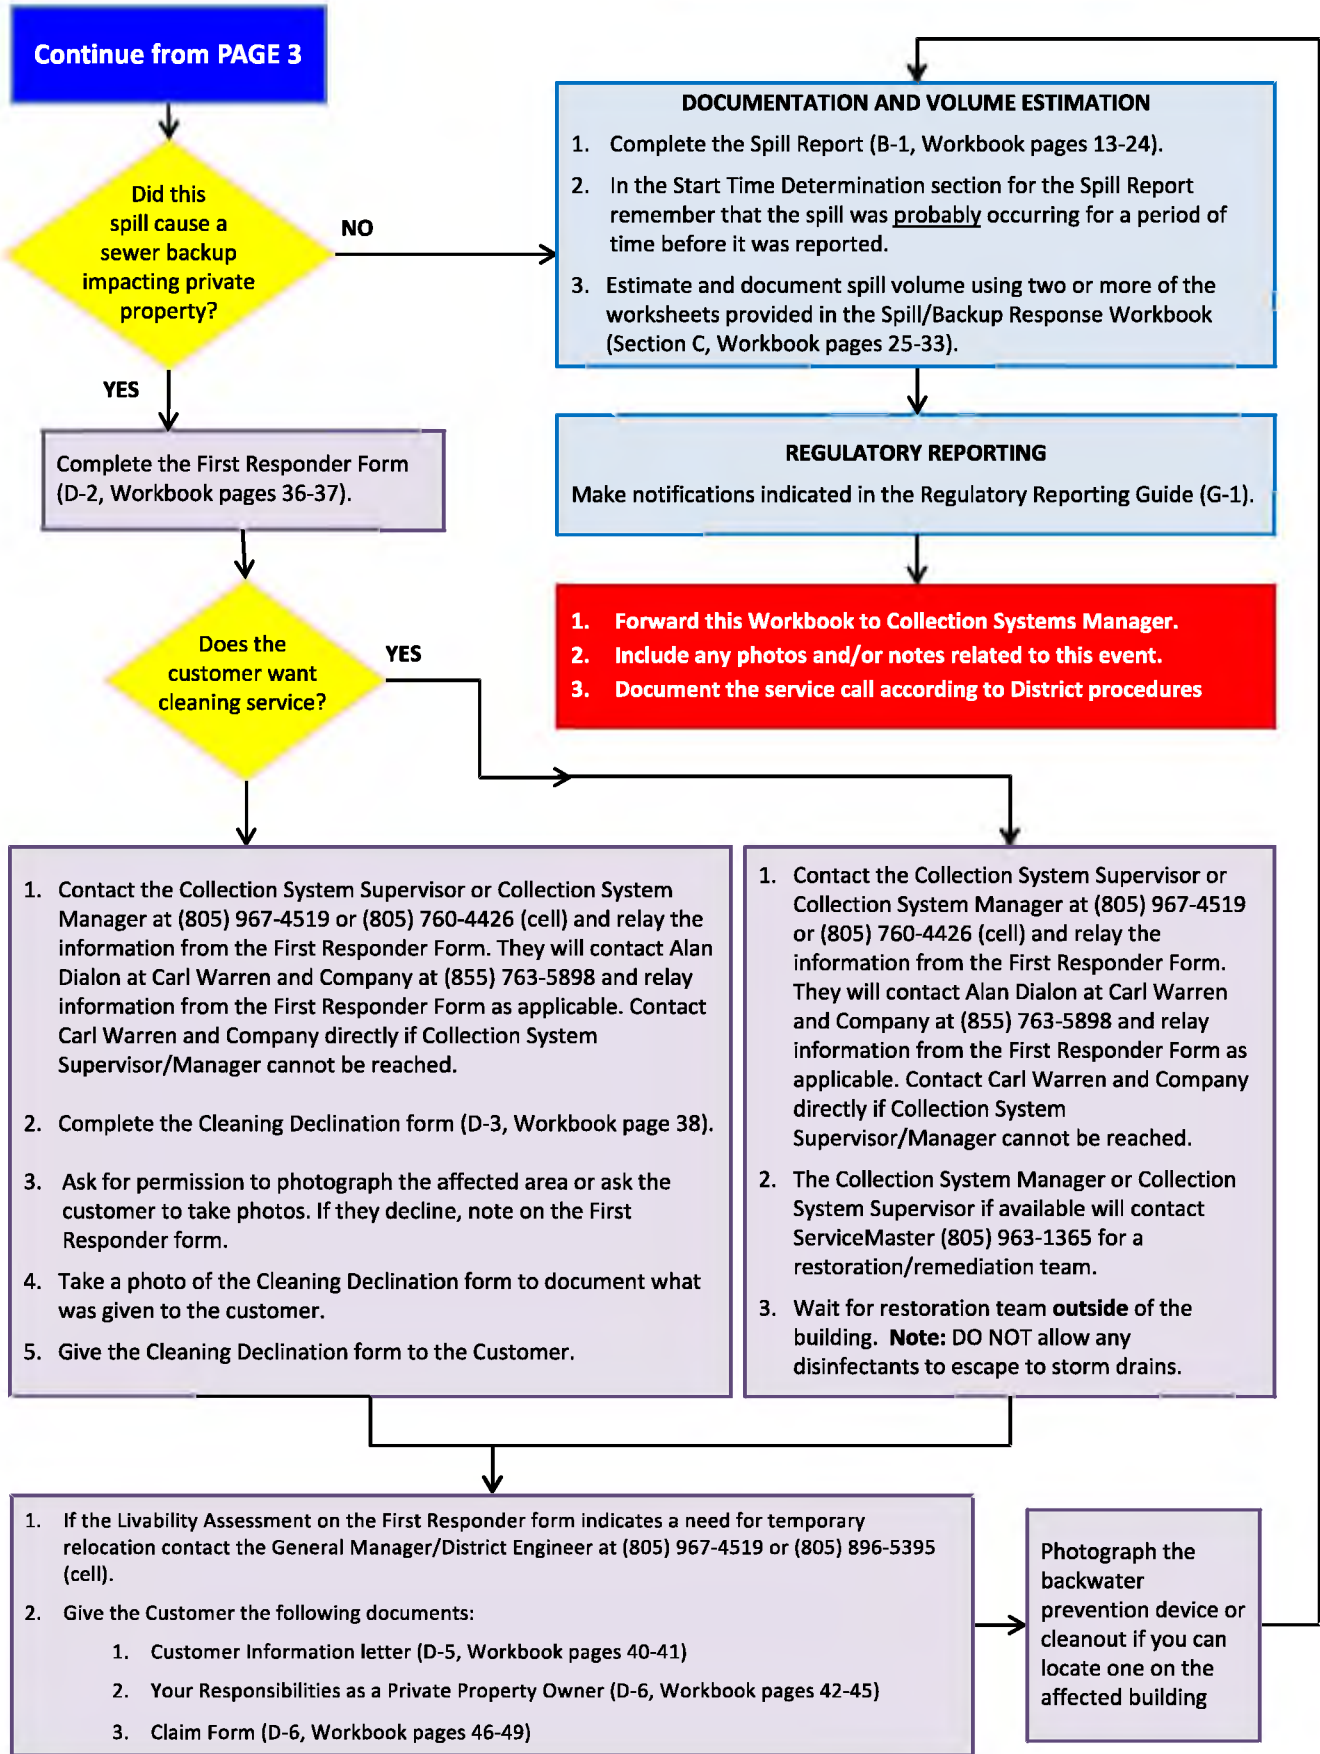 Continue from PAGE 3
Did this
spill cause a
sewer backup
impacting private
property?
NO
YES
DOCUMENTATION AND VOLUME ESTIMATION
1. Complete the Spill Report (B-1, Workbook pages 13-24).
2. In the Start Time Determination section for the Spill Report
remember that the spill was probably occurring for a period of
time before it was reported.
3. Estimate and document spill volume using two or more of the
worksheets provided in the Spill/Backup Response Workbook
(Section C, Workbook pages 25-33).
REGULATORY REPORTING
Make notifications indicated in the Regulatory Reporting Guide (G-1).
1. Forward this Workbook to Collection Systems Manager.
2. Include any photos and/or notes related to this event.
3. Document the service call according to District procedures
Complete the First Responder Form
(D-2, Workbook pages 36-37).
Does the
customer want
cleaning service?
YES
1. Contact the Collection System Supervisor or Collection System
Manager at (805) 967-4519 or (805) 760-4426 (cell) and relay the
information from the First Responder Form. They will contact Alan
Dialon at Carl Warren and Company at (855) 763-5898 and relay
information from the First Responder Form as applicable. Contact
Carl Warren and Company directly if Collection System
Supervisor/Manager cannot be reached.
2. Complete the Cleaning Declination form (D-3, Workbook page 38).
3. Ask for permission to photograph the affected area or ask the
customer to take photos. If they decline, note on the First
Responder form.
4. Take a photo of the Cleaning Declination form to document what
was given to the customer.
5. Give the Cleaning Declination form to the Customer.
1. Contact the Collection System Supervisor or
Collection System Manager at (805) 967-4519
or (805) 760-4426 (cell) and relay the
information from the First Responder Form.
They will contact Alan Dialon at Carl Warren
and Company at (855) 763-5898 and relay
information from the First Responder Form as
applicable. Contact Carl Warren and Company
directly if Collection System
Supervisor/Manager cannot be reached.
2. The Collection System Manager or Collection
System Supervisor if available will contact
ServiceMaster (805) 963-1365 for a
restoration/remediation team.
3. Wait for restoration team outside of the
building. Note: DO NOT allow any
disinfectants to escape to storm drains.
1. If the Livability Assessment on the First Responder form indicates a need for temporary
relocation contact the General Manager/District Engineer at (805) 967-4519 or (805) 896-5395
(cell).
2. Give the Customer the following documents:
1. Customer Information letter (D-5, Workbook pages 40-41)
2. Your Responsibilities as a Private Property Owner (D-6, Workbook pages 42-45)
3. Claim Form (D-6, Workbook pages 46-49)
Photograph the
backwater
prevention device or
cleanout if you can
locate one on the
affected building